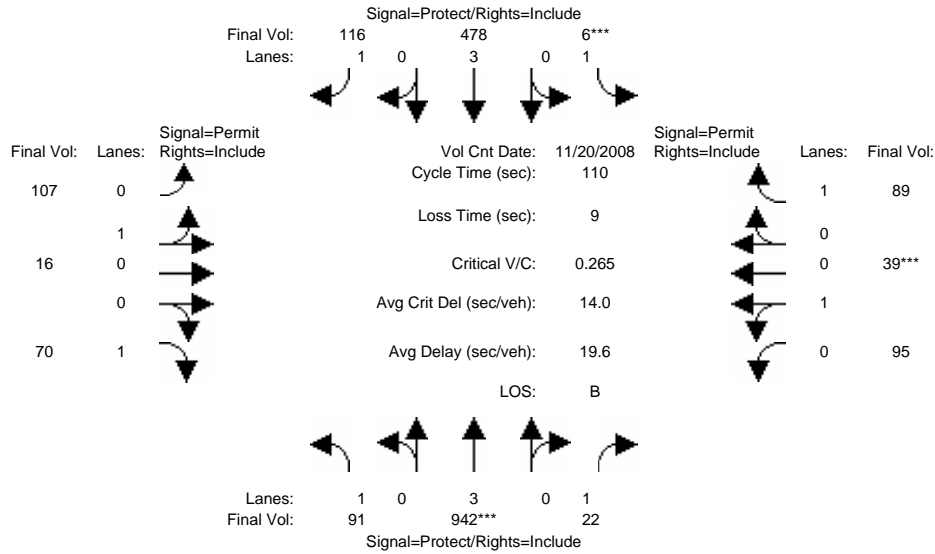 Signal=Protect/Rights=Include
Final Vol: 116 478 6***
Lanes: 1 0 3 0 1
Signal=Permit Signal=Permit
Final Vol: Lanes: Rights=Include Vol Cnt Date: 11/20/2008 Rights=Include Lanes: Final Vol:
Cycle Time (sec): 110
107 0 1 89
Loss Time (sec): 9
1 0
16 0 Critical V/C: 0.265 0 39***
0 Avg Crit Del (sec/veh): 14.0 1
70 1 Avg Delay (sec/veh): 19.6 0 95
LOS: B
Lanes: 1 0 3 0 1
Final Vol: 91 942*** 22
Signal=Protect/Rights=Include